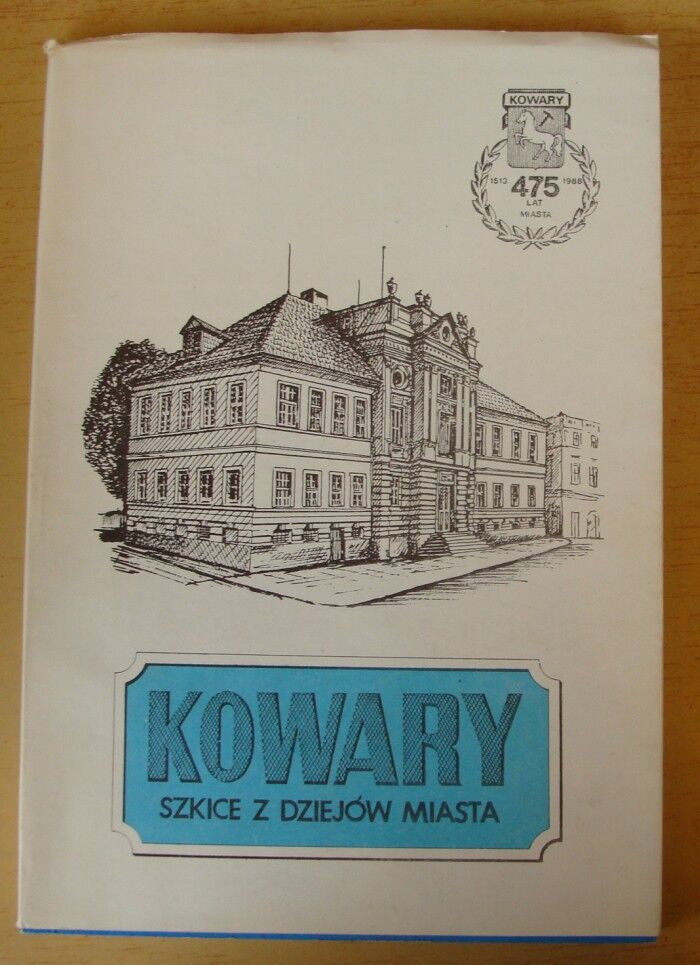 KOWARY
1513 475 1988
LAT
MIASTA
KOWARY
SZKICE Z DZIEJÓW MIASTA